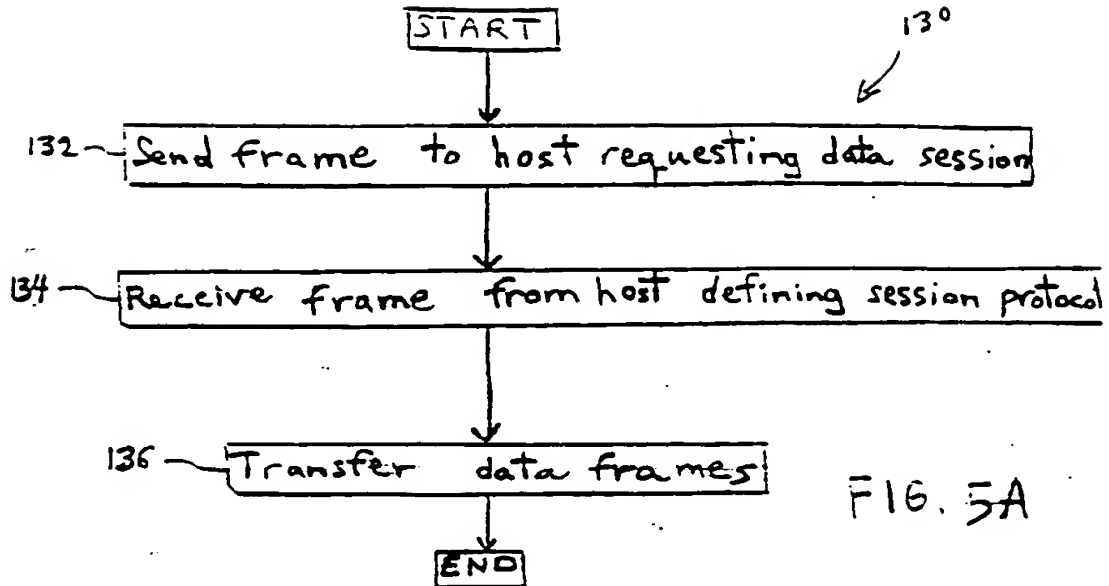 START
130
132 Send frame to host requesting data session
134 Receive frame from host defining session protocol
136 Transfer data frames
FIG. 5A
END